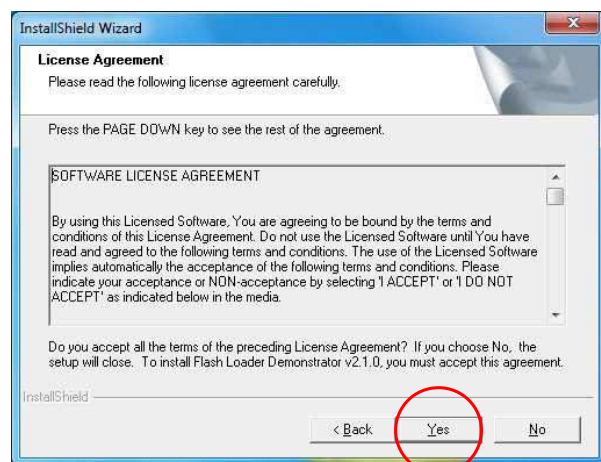 InstallShield Wizard
License Agreement
Please read the following license agreement carefully.
Press the PAGE DOWN key to see the rest of the agreement.
SOFTWARE LICENSE AGREEMENT
By using this Licensed Software, You are agreeing to be bound by the terms and
conditions of this License Agreement. Do not use the Licensed Software until You have
read and agreed to the following terms and conditions. The use of the Licensed Software
implies automatically the acceptance of the following terms and conditions. Please
indicate your acceptance or NON-acceptance by selecting 'I ACCEPT' or 'I DO NOT
ACCEPT' as indicated below in the media.
Do you accept all the terms of the preceding License Agreement? If you choose No, the
setup will close. To install Flash Loader Demonstrator v2.1.0, you must accept this agreement.
InstallShield
< Back Yes No